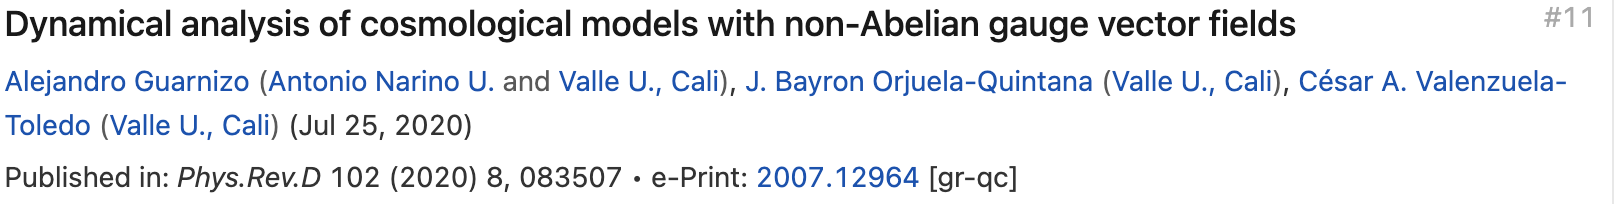 Dynamical analysis of cosmological models with non-Abelian gauge vector fields #11
Alejandro Guarnizo (Antonio Narino U. and Valle U., Cali), J. Bayron Orjuela-Quintana (Valle U., Cali), César A. Valenzuela-
Toledo (Valle U., Cali) (Jul 25, 2020)
Published in: Phys.Rev.D 102 (2020) 8, 083507 • e-Print: 2007.12964 [gr-qc]